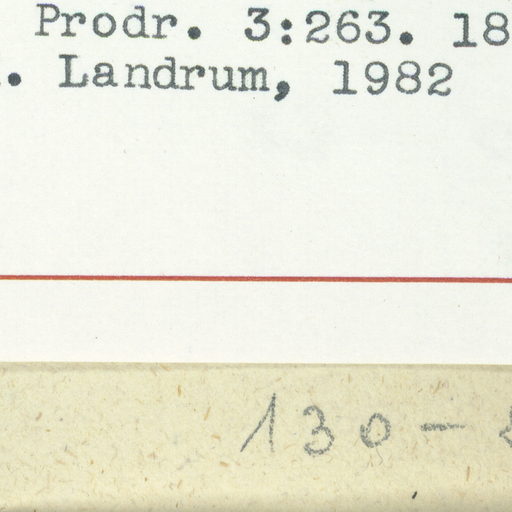 Prodr. 3:263. 18
. Landrum, 1982
130-